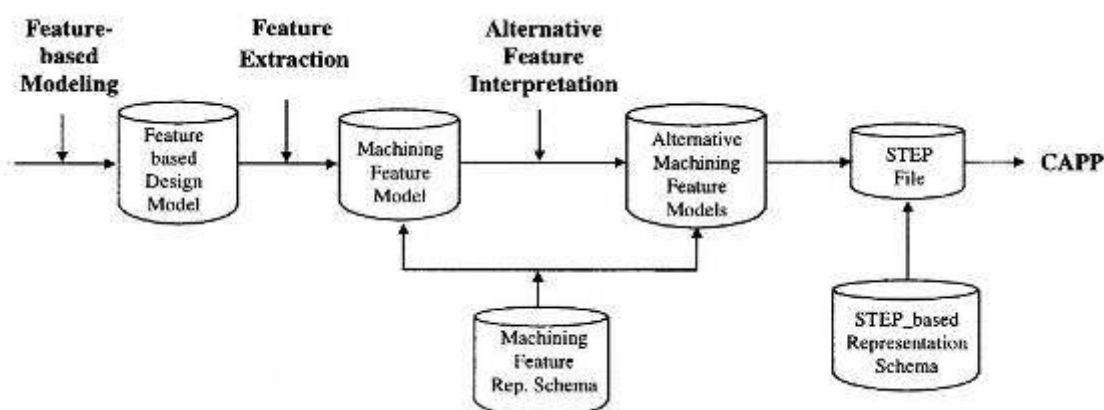 Feature-
based
Modeling
Feature
Extraction
Alternative
Feature
Interpretation
Feature
based
Design
Model
Machining
Feature
Model
Alternative
Machining
Feature
Models
STEP
File
CAPP
Machining
Feature
Rep. Schema
STEP_based
Representation
Schema